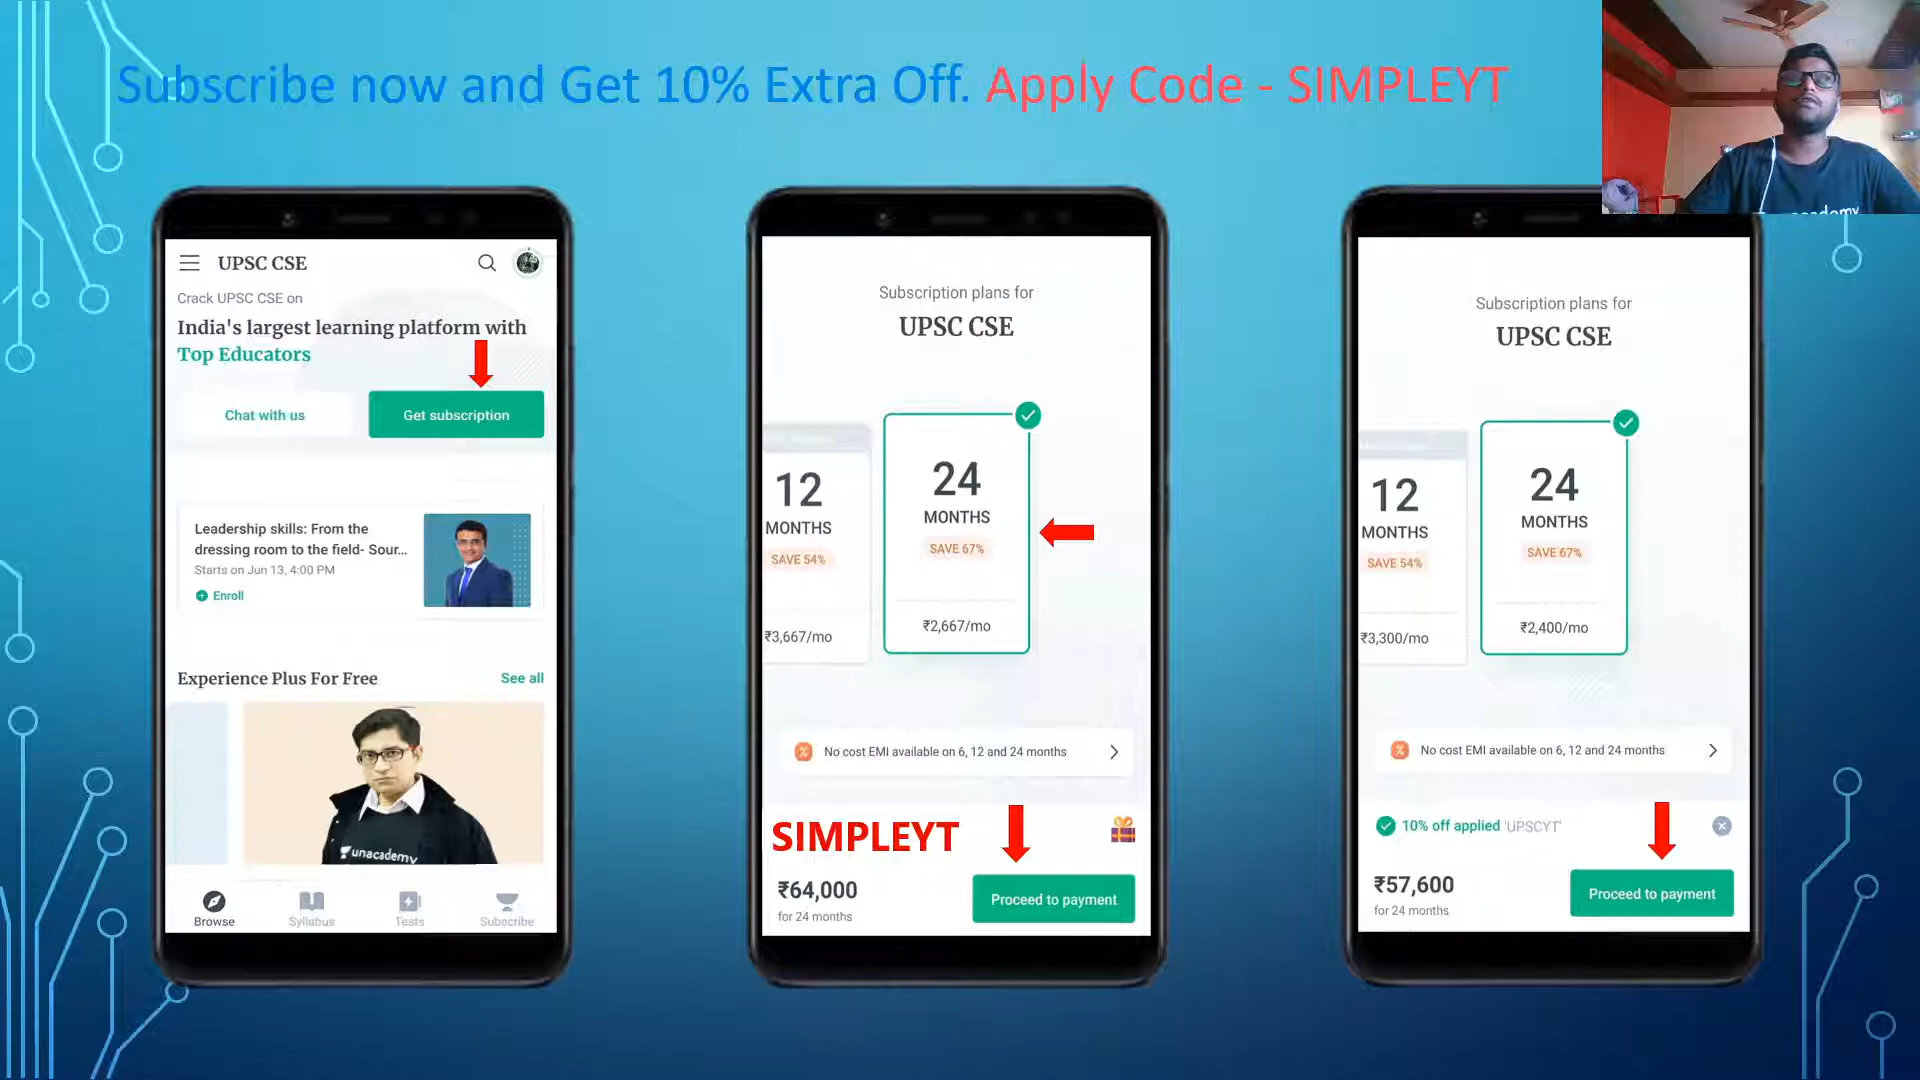 Subscribe now and Get 10% Extra Off. Apply Code - SIMPLEYT
UPSC CSE
Crack UPSC CSE on
India's largest learning platform with
Top Educators
Chat with us
Get subscription
Leadership skills: From the
dressing room to the field- Sour...
Starts on Jun 13, 4:00 PM
Enroll
Experience Plus For Free
See all
unacademy
Browse
Syllabus
Tests
Subscribe
Subscription plans for
UPSC CSE
12
MONTHS
SAVE 54%
₹3,667/mo
24
MONTHS
SAVE 67%
₹2,667/mo
No cost EMI available on 6, 12 and 24 months
SIMPLEYT
₹64,000
for 24 months
Proceed to payment
Subscription plans for
UPSC CSE
12
MONTHS
SAVE 54%
₹3,300/mo
24
MONTHS
SAVE 67%
₹2,400/mo
No cost EMI available on 6, 12 and 24 months
10% off applied 'UPSCYT'
₹57,600
for 24 months
Proceed to payment